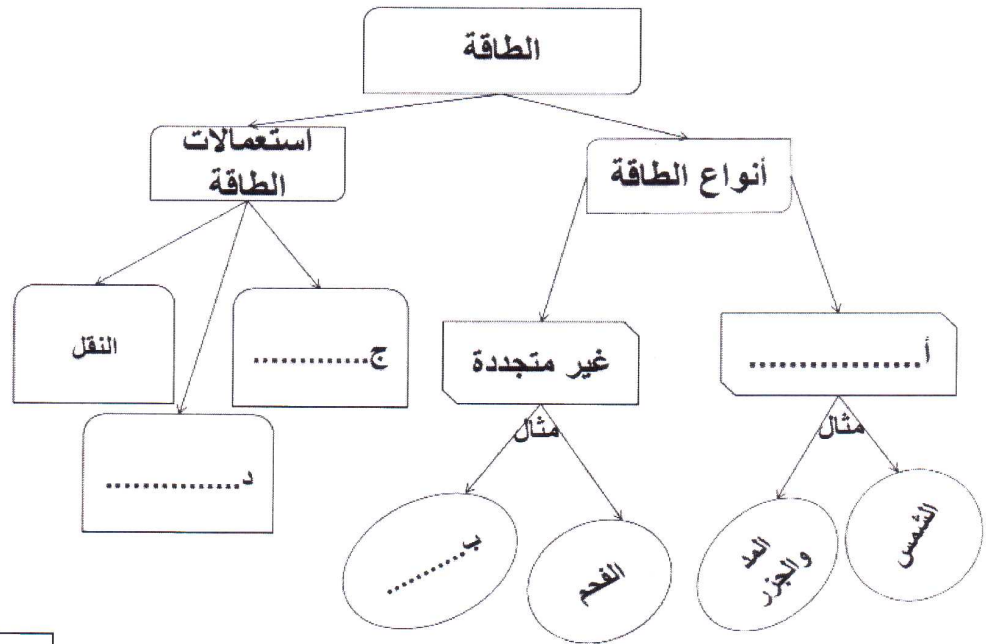 الطاقة
أنواع الطاقة
استعمالات
الطاقة
أ.................
غير متجددة
ج.............
النقل
د...............
مثال
مثال
الشمس
المد
والجزر
الفحم
ب..........